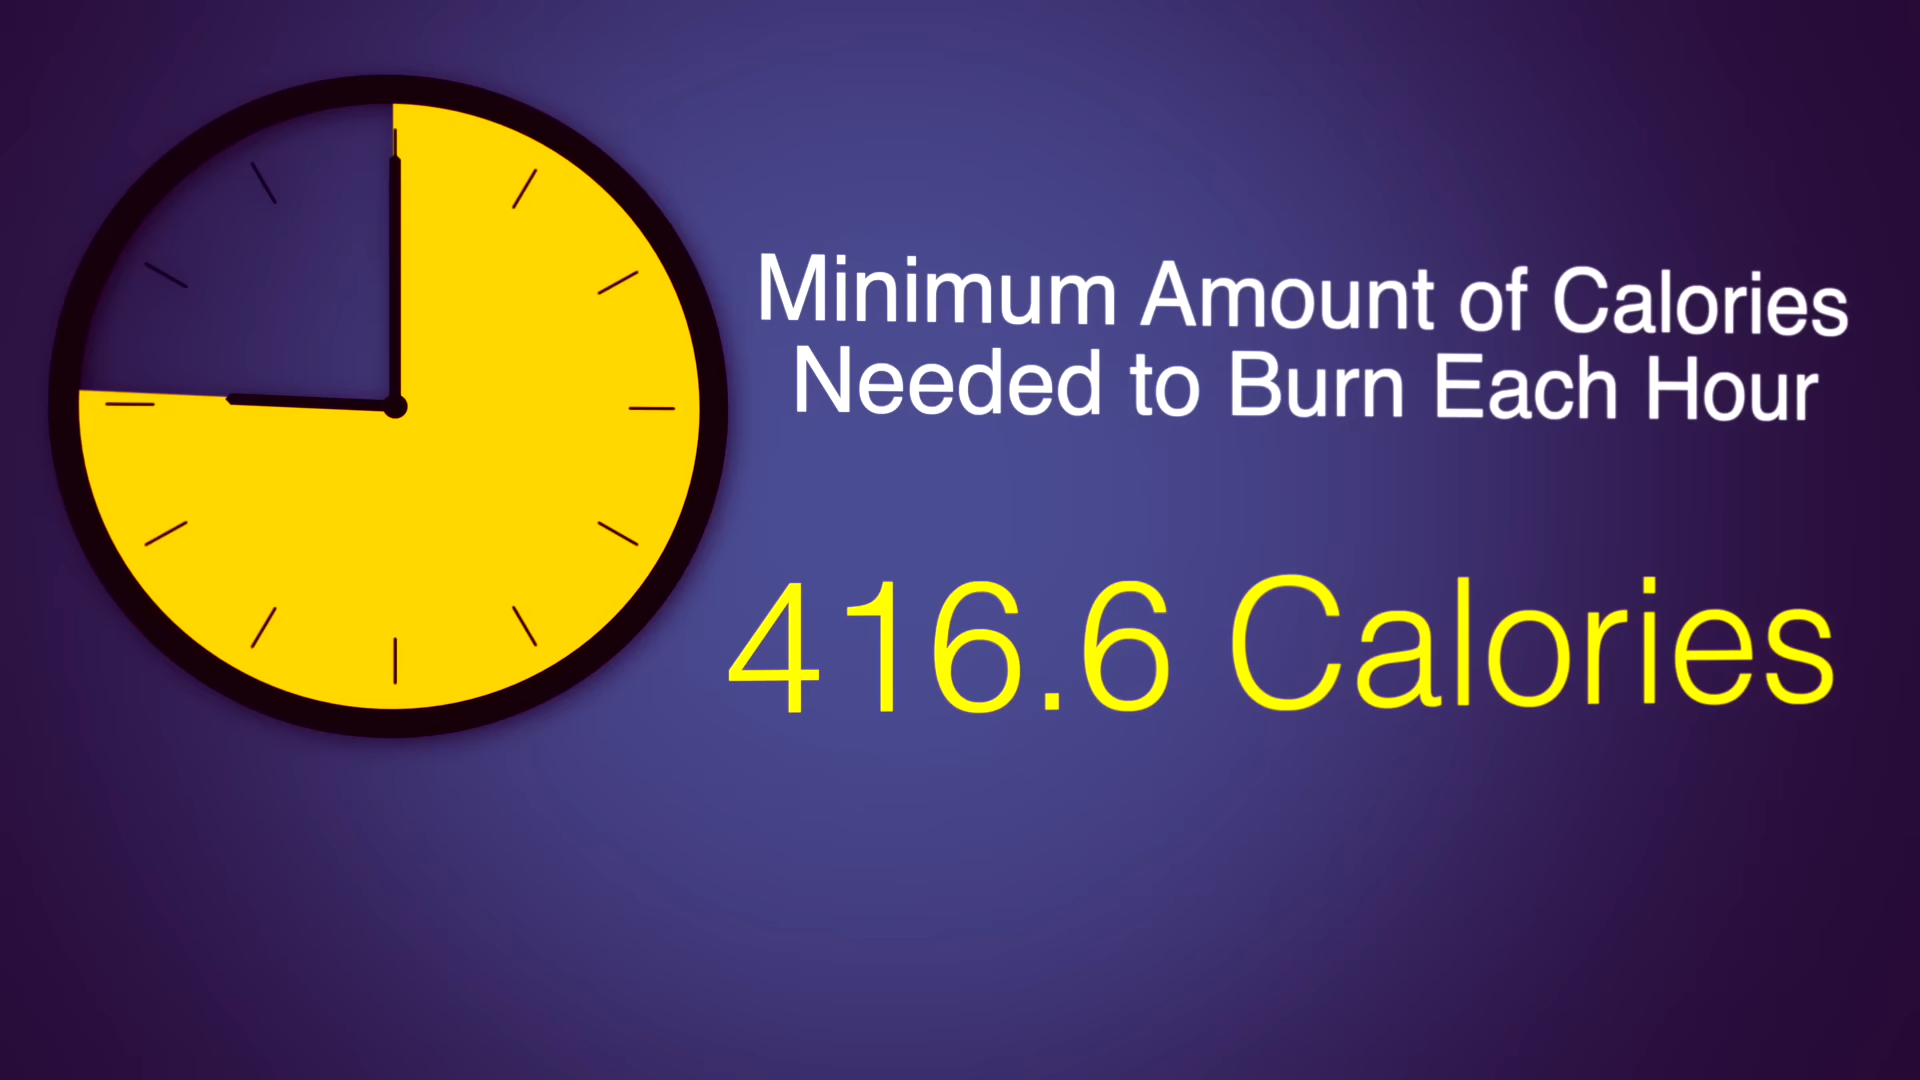 Minimum Amount of Calories
Needed to Burn Each Hour
416.6 Calories